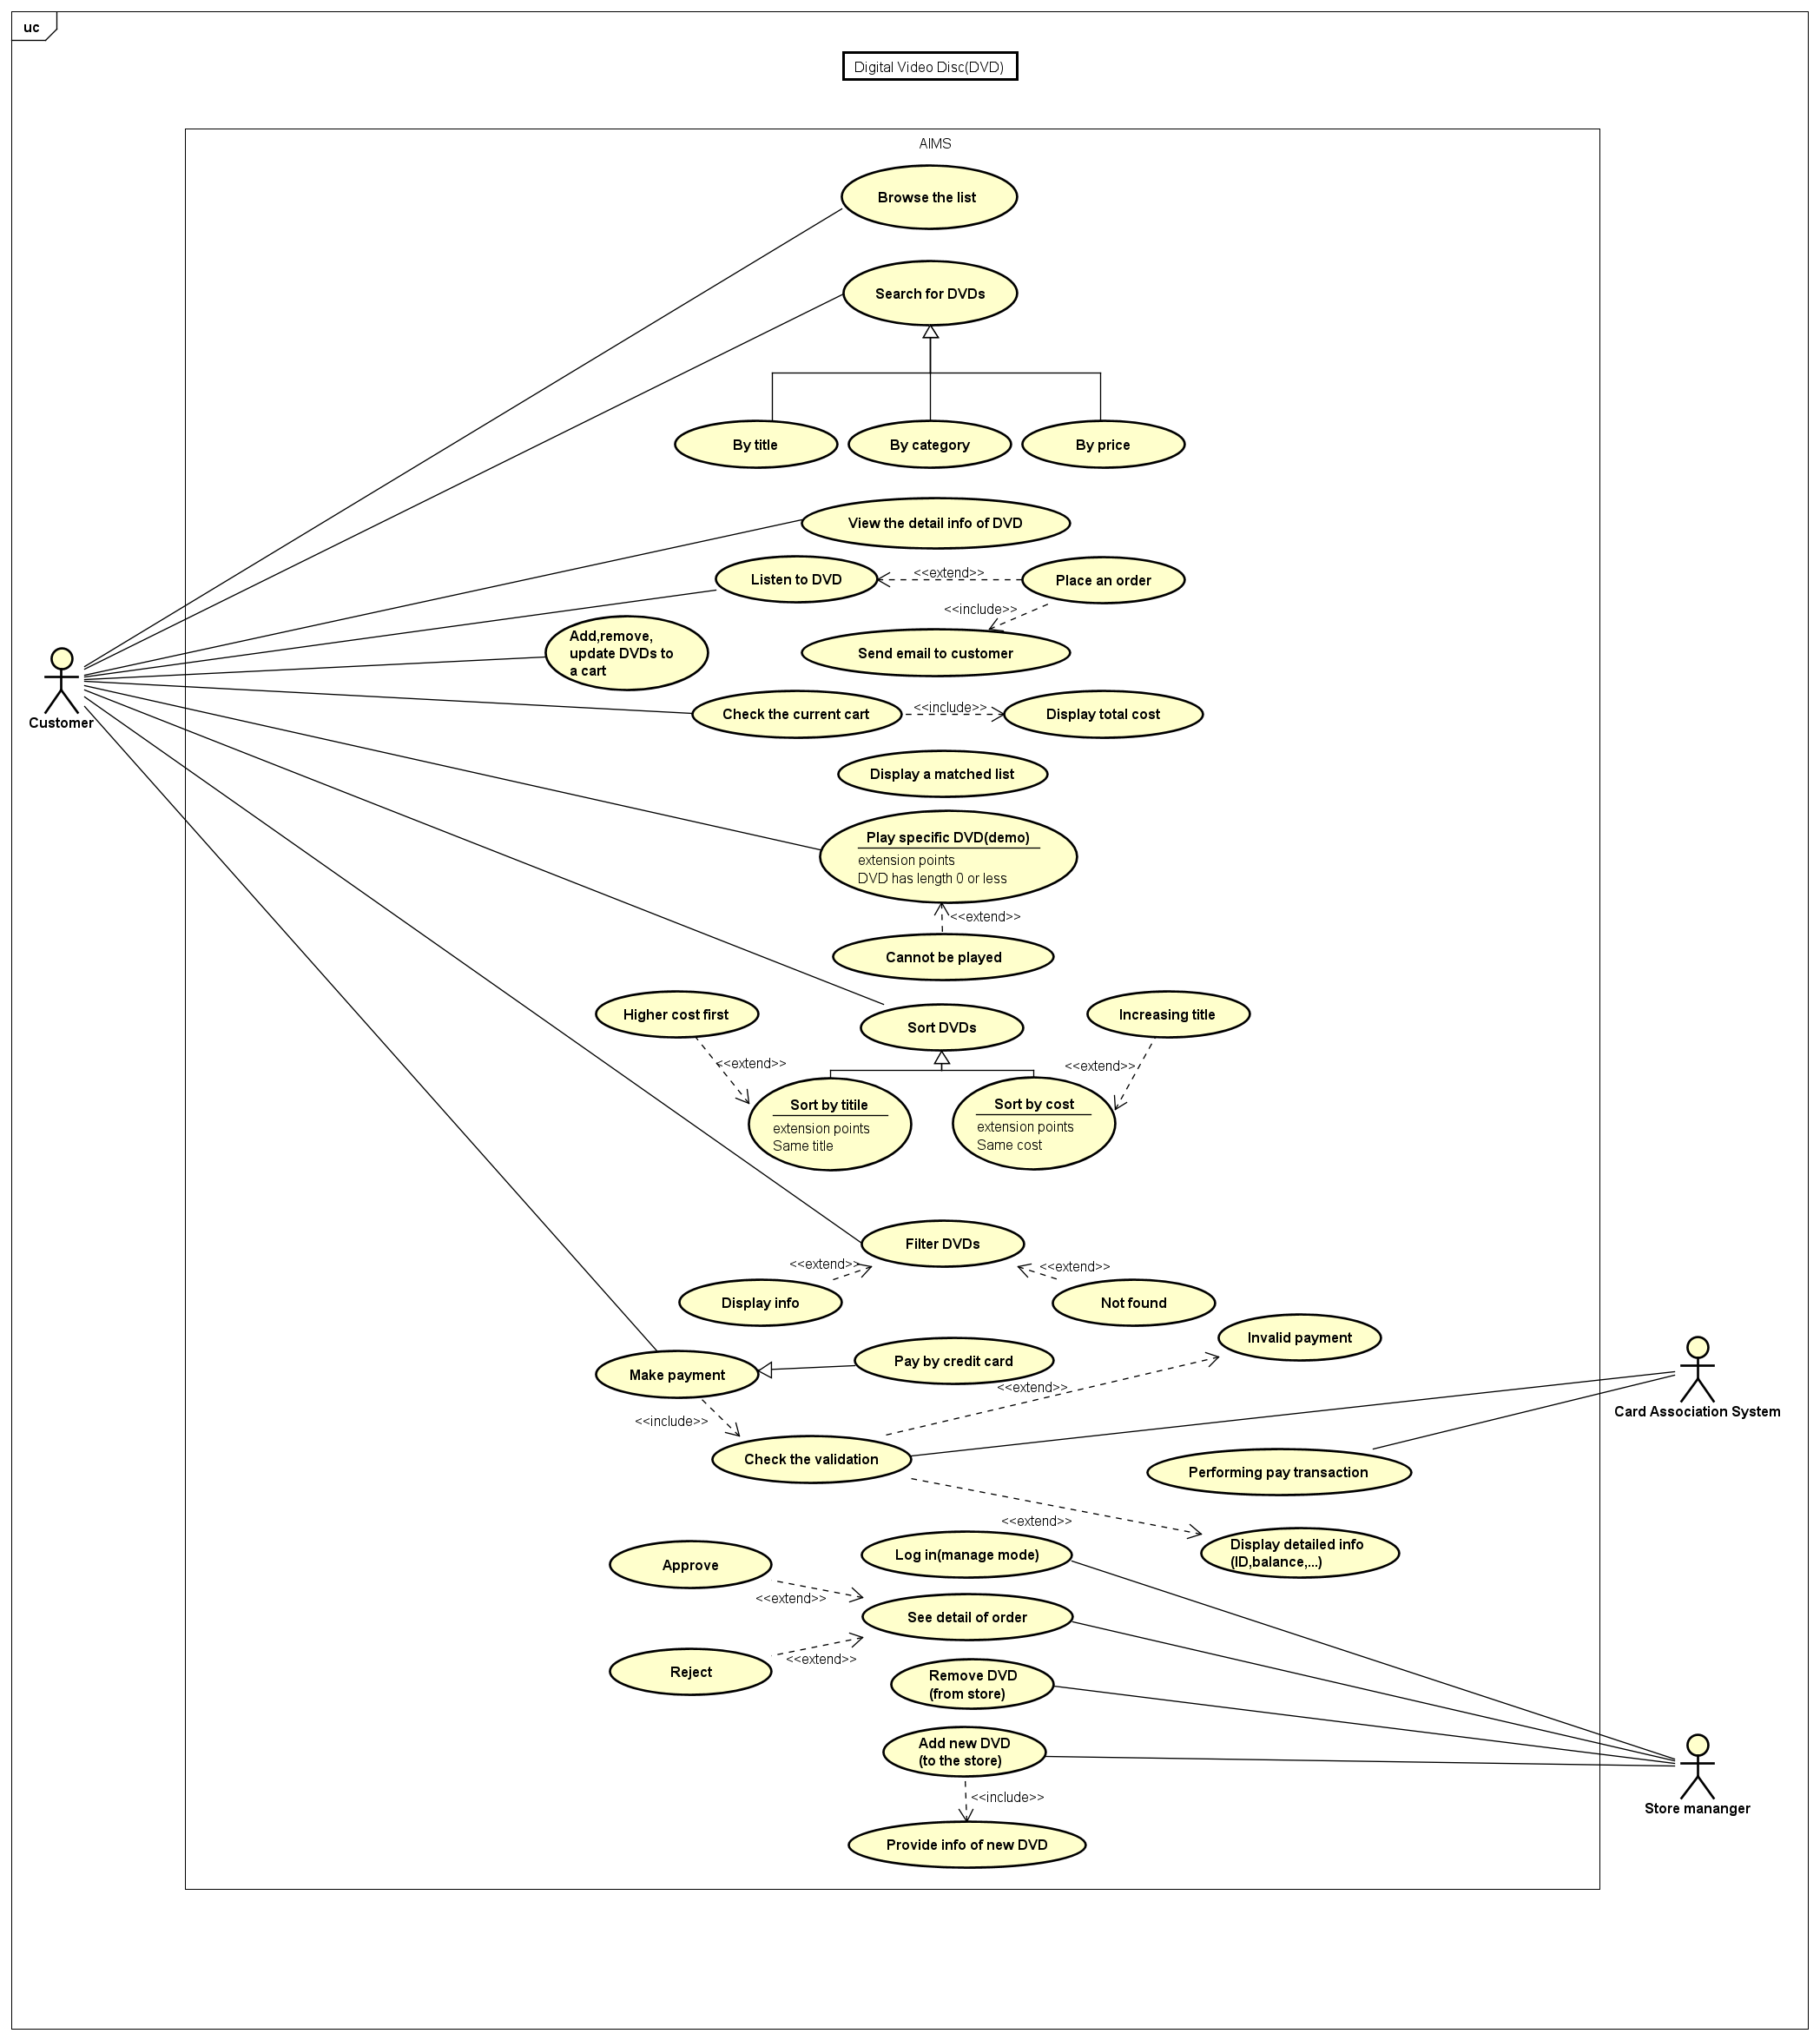 uc
Digital Video Disc(DVD)
AIMS
Browse the list
Search for DVDs
By title
By category
By price
View the detail info of DVD
Listen to DVD
<<extend>>
Place an order
<<include>>
Send email to customer
Add,remove,
update DVDs to
a cart
Customer
Check the current cart
<<include>>
Display total cost
Display a matched list
Play specific DVD(demo)
extension points
DVD has length 0 or less
<<extend>>
Cannot be played
Higher cost first
Sort DVDs
Increasing title
<<extend>>
<<extend>>
Sort by titile
extension points
Same title
Sort by cost
extension points
Same cost
Filter DVDs
<<extend>>
<<extend>>
Display info
Not found
Invalid payment
Pay by credit card
Make payment
<<extend>>
<<include>>
Card Association System
Check the validation
Performing pay transaction
<<extend>>
Display detailed info
(ID,balance,...)
Log in(manage mode)
Approve
<<extend>>
See detail of order
<<extend>>
Reject
Remove DVD
(from store)
Add new DVD
(to the store)
<<include>>
Store mananger
Provide info of new DVD